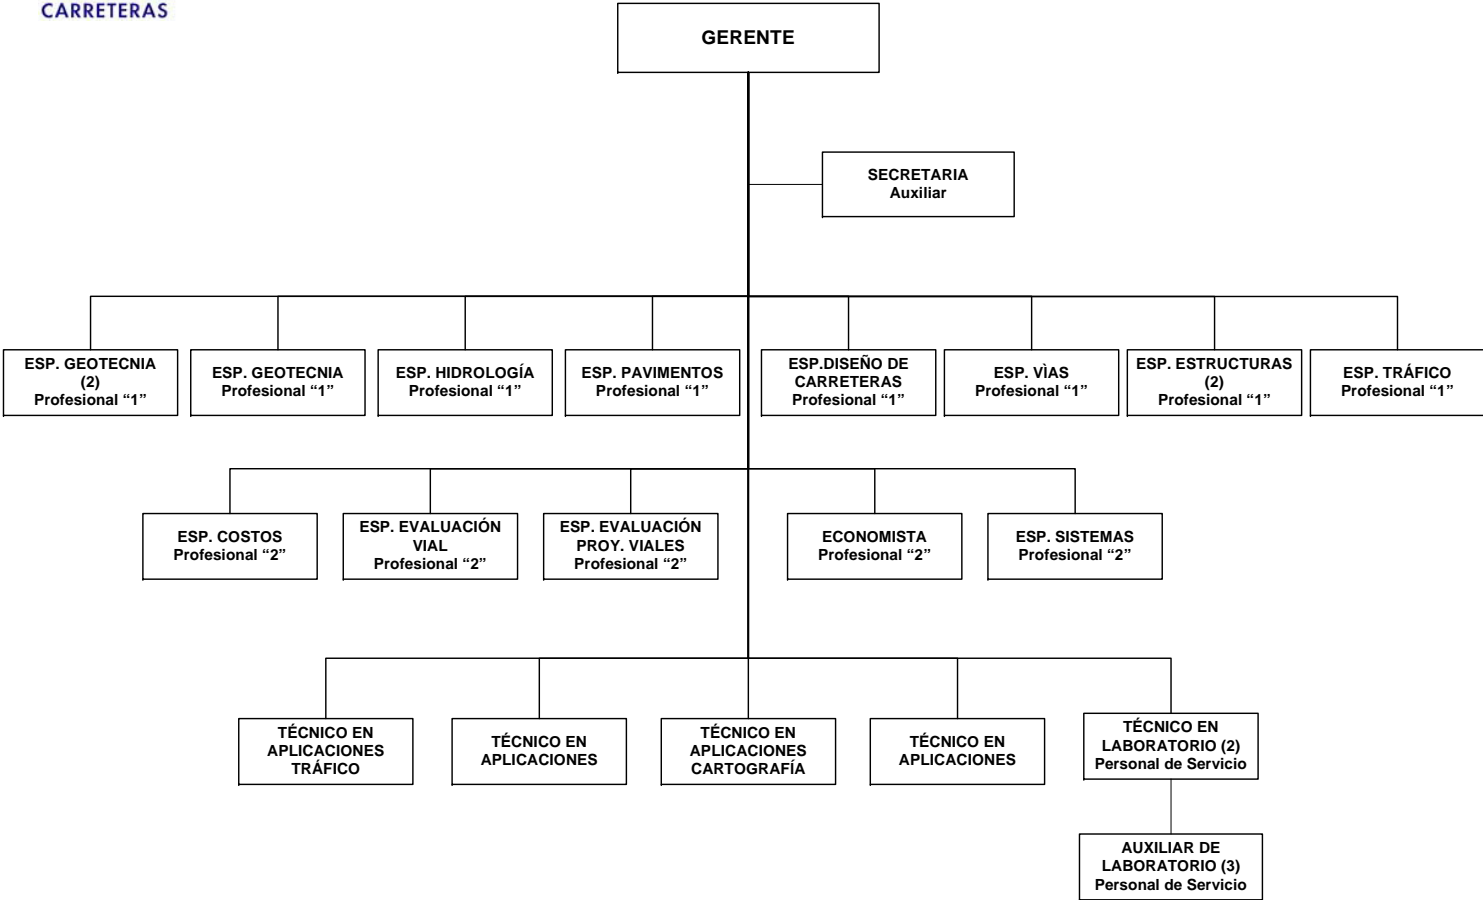 CARRETERAS
GERENTE
SECRETARIA
Auxiliar
ESP. GEOTECNIA
(2)
Profesional “1”
ESP. GEOTECNIA
Profesional “1”
ESP. HIDROLOGÍA
Profesional “1”
ESP. PAVIMENTOS
Profesional “1”
ESP.DISEÑO DE
CARRETERAS
Profesional “1”
ESP. VÌAS
Profesional “1”
ESP. ESTRUCTURAS
(2)
Profesional “1”
ESP. TRÁFICO
Profesional “1”
ESP. COSTOS
Profesional “2”
ESP. EVALUACIÓN
VIAL
Profesional “2”
ESP. EVALUACIÓN
PROY. VIALES
Profesional “2”
ECONOMISTA
Profesional “2”
ESP. SISTEMAS
Profesional “2”
TÉCNICO EN
APLICACIONES
TRÁFICO
TÉCNICO EN
APLICACIONES
TÉCNICO EN
APLICACIONES
CARTOGRAFÍA
TÉCNICO EN
APLICACIONES
TÉCNICO EN
LABORATORIO (2)
Personal de Servicio
AUXILIAR DE
LABORATORIO (3)
Personal de Servicio